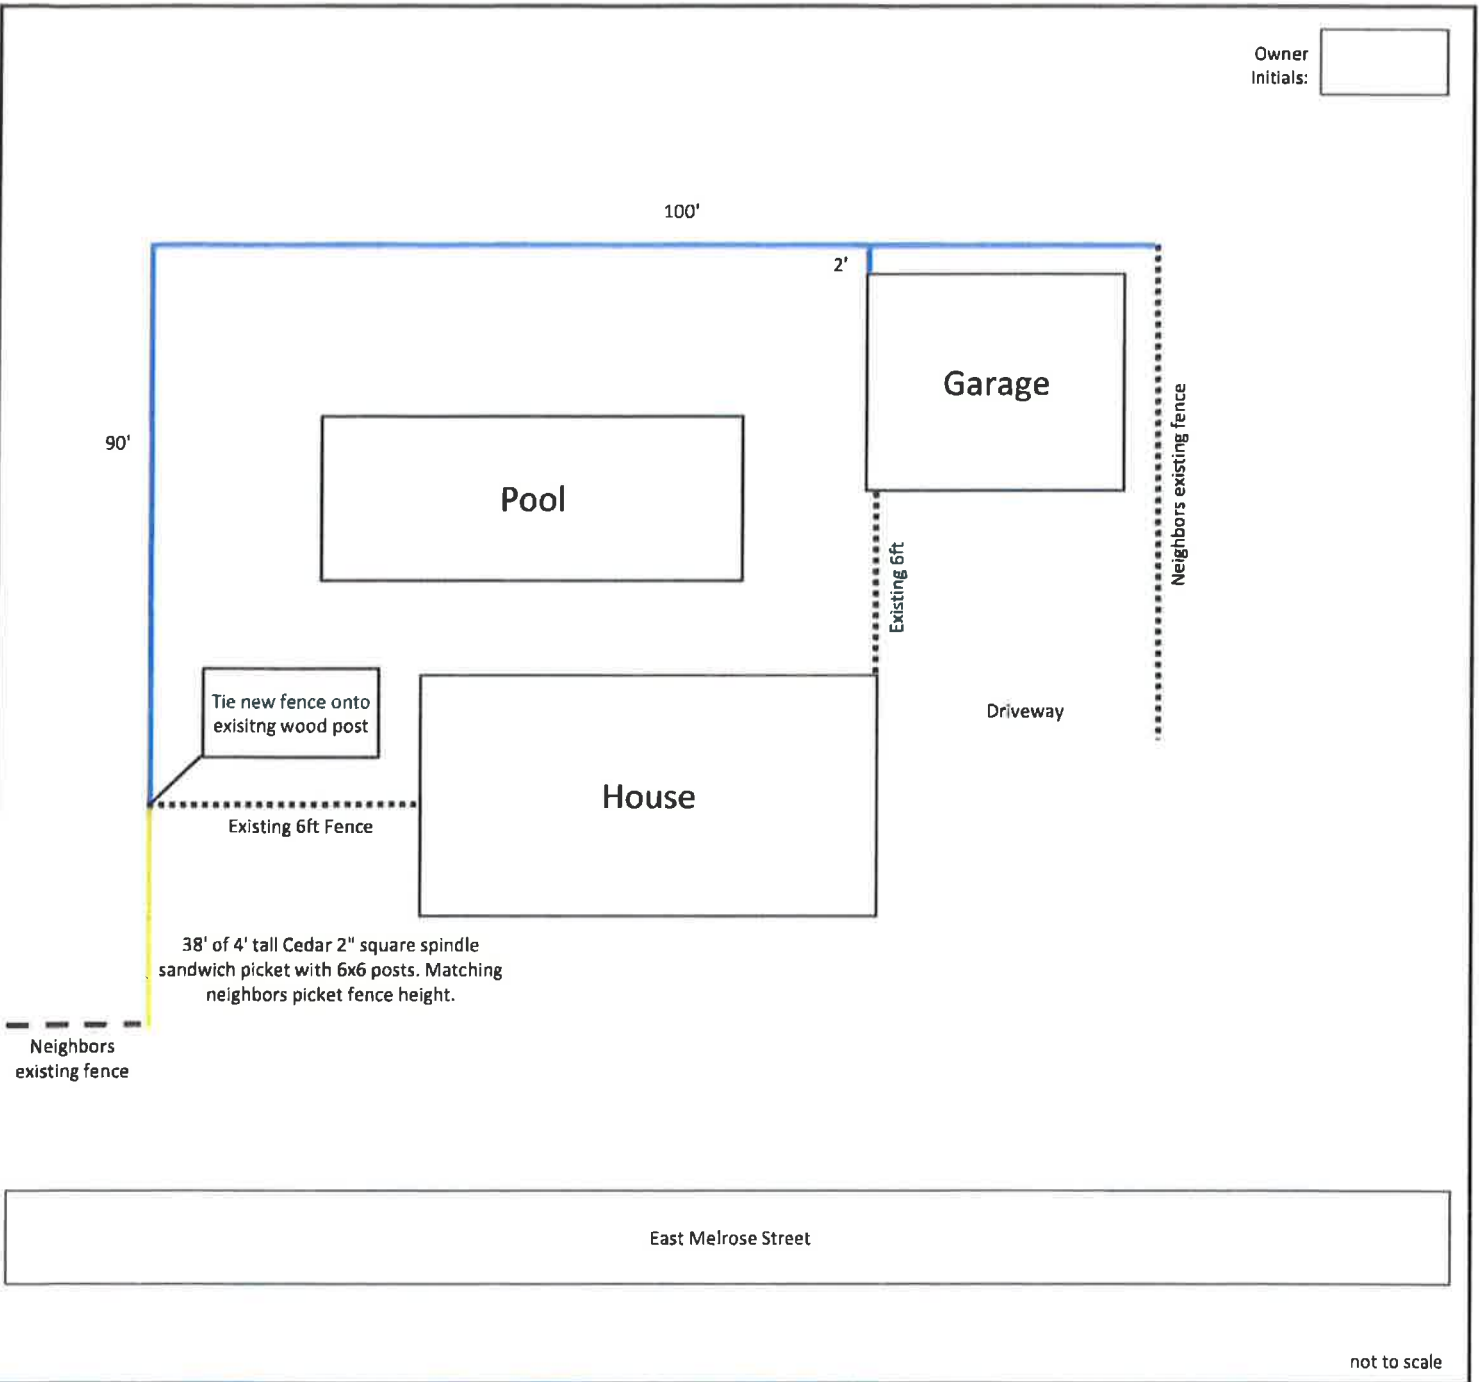 Owner
Initials:
100'
2'
Garage
90'
Neighbors existing fence
Pool
Existing 6ft
Tie new fence onto
exisitng wood post
Driveway
House
Existing 6ft Fence
38' of 4' tall Cedar 2" square spindle
sandwich picket with 6x6 posts. Matching
neighbors picket fence height.
Neighbors
existing fence
East Melrose Street
not to scale